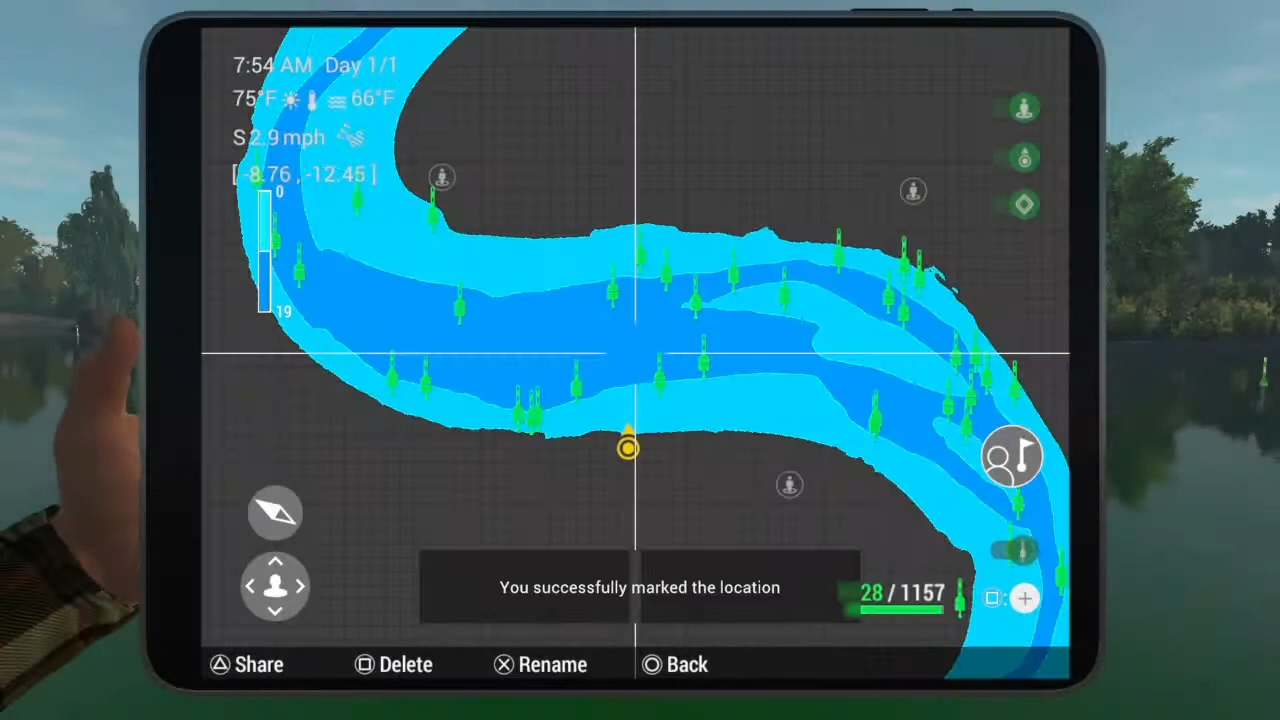 7:54 AM Day 1/1
75°F 66°F
S 2.9 mph
[ -8.76 , -12.45 ]
0
19
You successfully marked the location
28 / 1157
Share Delete Rename Back